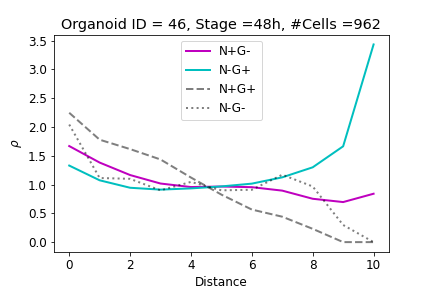 Organoid ID = 46, Stage =48h, #Cells =962
N+G-
N-G+
N+G+
N-G-
3.5
3.0
2.5
2.0
1.5
1.0
0.5
0.0
ρ
0 2 4 6 8 10
Distance